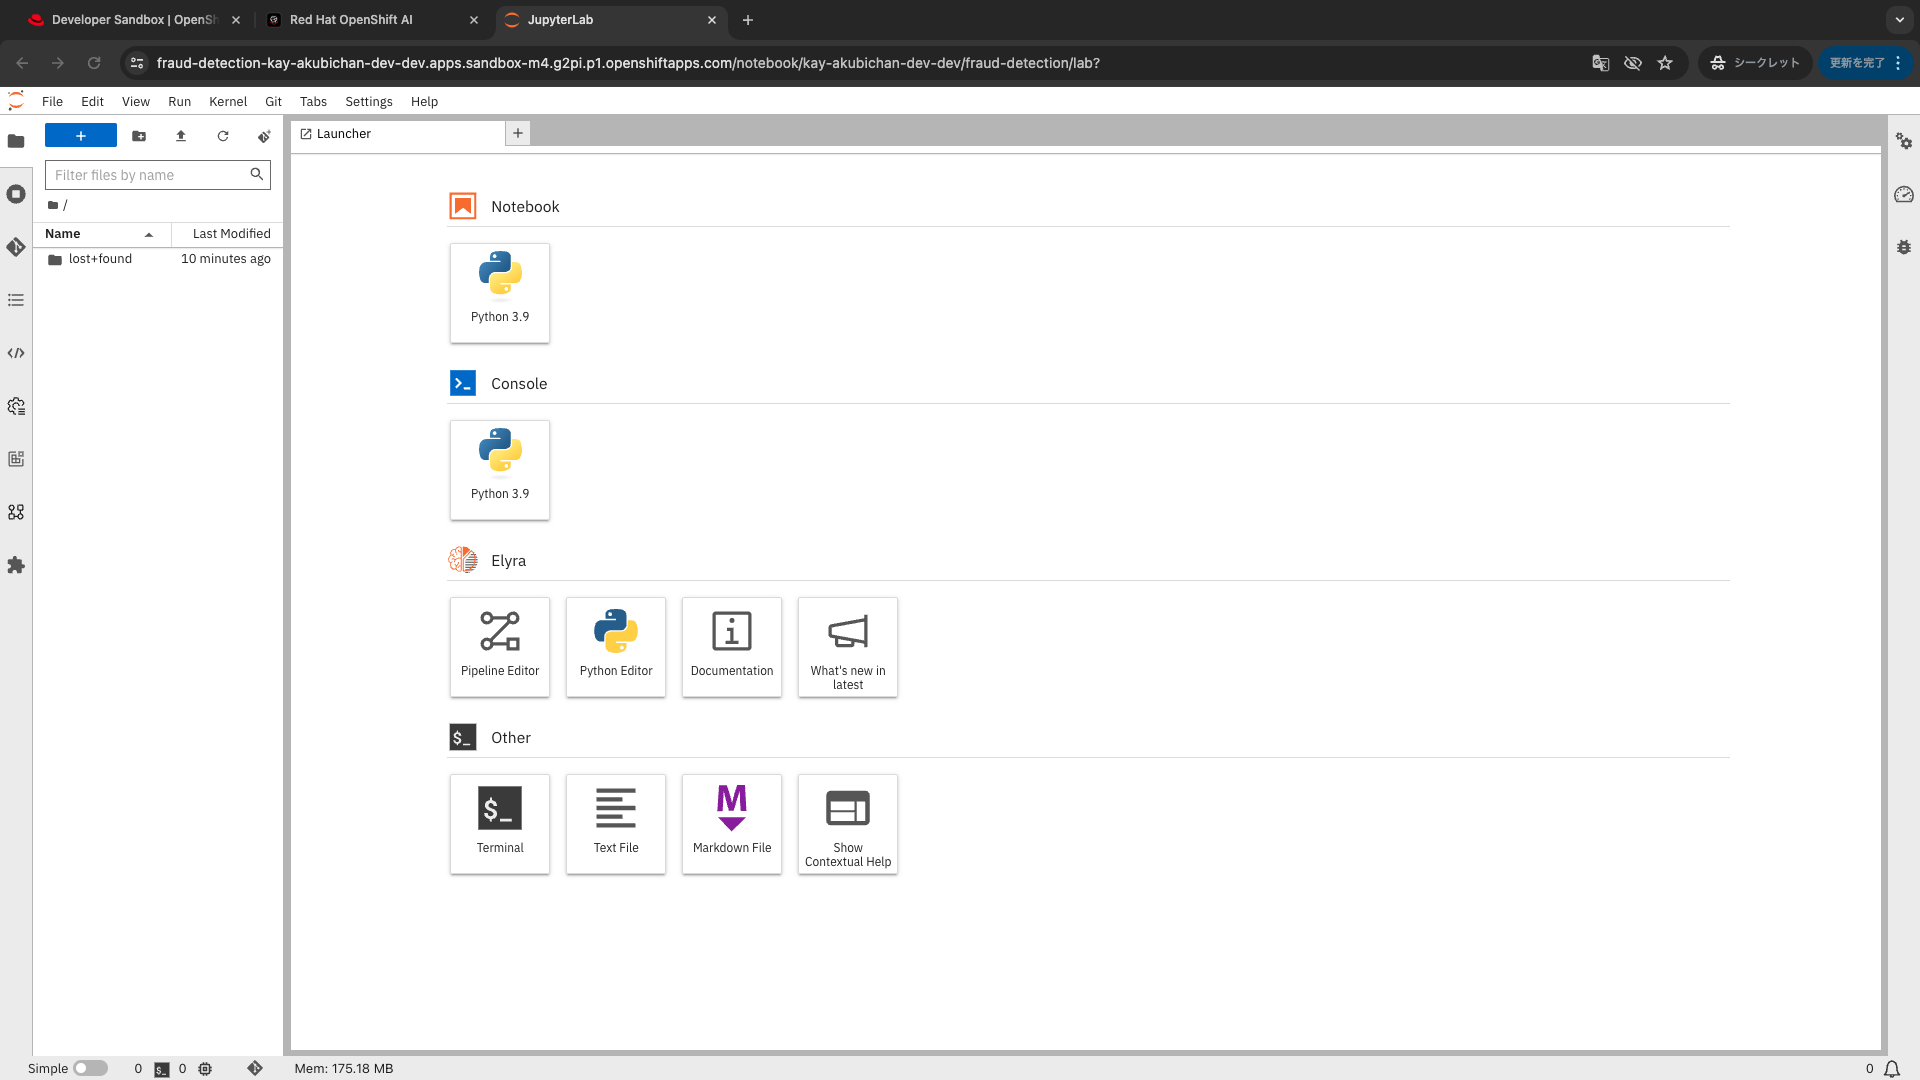 Developer Sandbox | OpenSh
Red Hat OpenShift AI
JupyterLab
fraud-detection-kay-akubichan-dev-dev.apps.sandbox-m4.g2pi.p1.openshiftapps.com/notebook/kay-akubichan-dev-dev/fraud-detection/lab?
シークレット
更新を完了
File Edit View Run Kernel Git Tabs Settings Help
Launcher
Filter files by name
/
Name Last Modified
lost+found 10 minutes ago
Notebook
Python 3.9
Console
>_
Python 3.9
Elyra
Pipeline Editor
Python Editor
Documentation
What's new in
latest
$_ Other
$_
Terminal
Text File
M
Markdown File
Show
Contextual Help
Simple 0 $_ 0 Mem: 175.18 MB 0